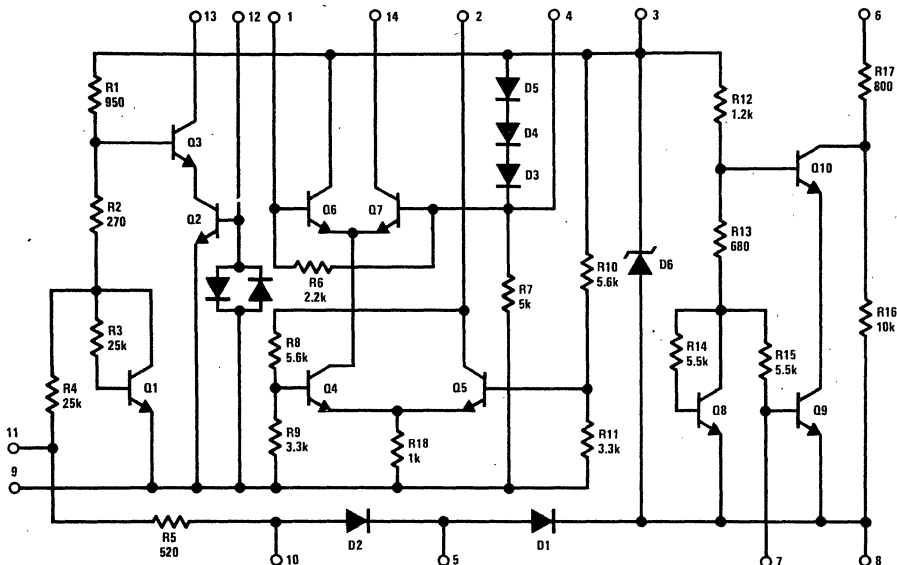 13 12 1 14 2 4 3 6
R1
950
R17
800
D5
R12
1.2k
D4
Q3
Q10
D3
R2
270
Q2
Q6
Q7
R13
680
R10
5.6k
D6
R6
2.2k
R7
5k
R16
10k
R3
25k
R8
5.6k
R14
5.5k
R15
5.5k
R4
25k
Q1
Q4
Q5
Q8
Q9
R9
3.3k
R18
1k
R11
3.3k
11
9
R5
520
D2
D1
10 5 7 8